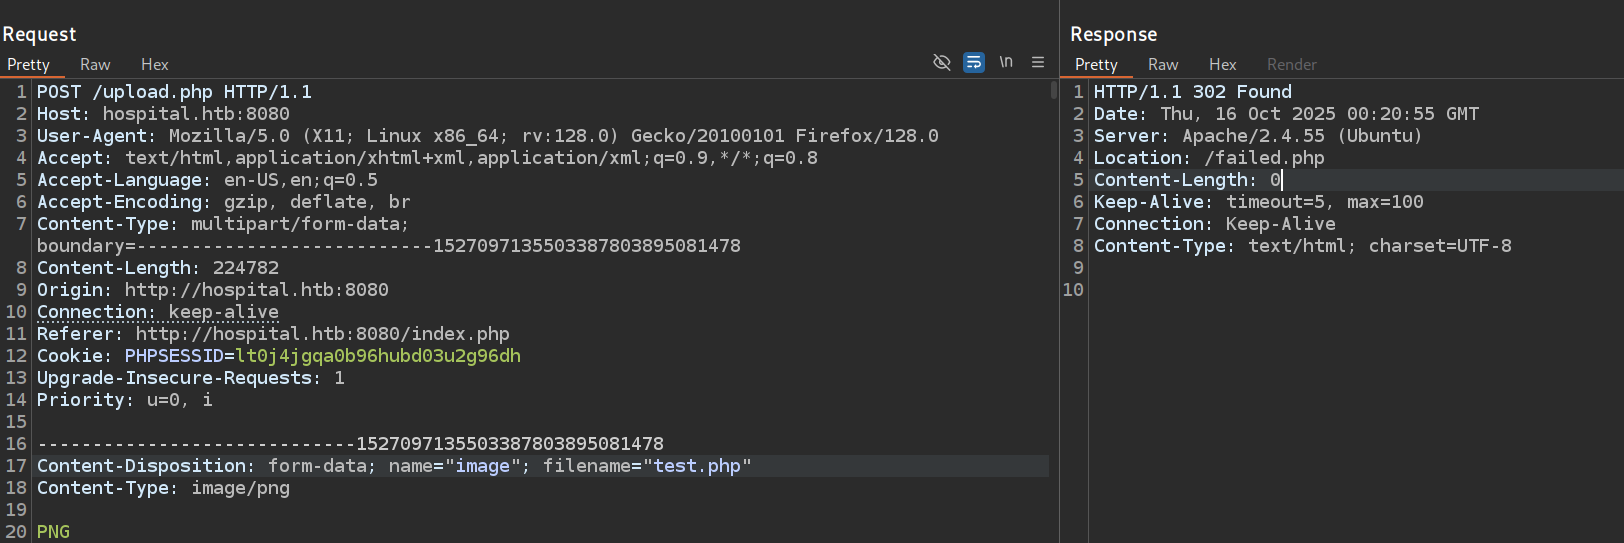 Request
Pretty Raw Hex \n
1 POST /upload.php HTTP/1.1
2 Host: hospital.htb:8080
3 User-Agent: Mozilla/5.0 (X11; Linux x86_64; rv:128.0) Gecko/20100101 Firefox/128.0
4 Accept: text/html,application/xhtml+xml,application/xml;q=0.9,*/*;q=0.8
5 Accept-Language: en-US,en;q=0.5
6 Accept-Encoding: gzip, deflate, br
7 Content-Type: multipart/form-data;
boundary=---------------------------15270971355033878038950​81478
8 Content-Length: 224782
9 Origin: http://hospital.htb:8080
10 Connection: keep-alive
11 Referer: http://hospital.htb:8080/index.php
12 Cookie: PHPSESSID=lt0j4jgqa0b96hubd03u2g96dh
13 Upgrade-Insecure-Requests: 1
14 Priority: u=0, i
15
16 -----------------------------1527097135503387803895081478
17 Content-Disposition: form-data; name="image"; filename="test.php"
18 Content-Type: image/png
19
20 PNG
Response
Pretty Raw Hex Render
1 HTTP/1.1 302 Found
2 Date: Thu, 16 Oct 2025 00:20:55 GMT
3 Server: Apache/2.4.55 (Ubuntu)
4 Location: /failed.php
5 Content-Length: 0
6 Keep-Alive: timeout=5, max=100
7 Connection: Keep-Alive
8 Content-Type: text/html; charset=UTF-8
9
10